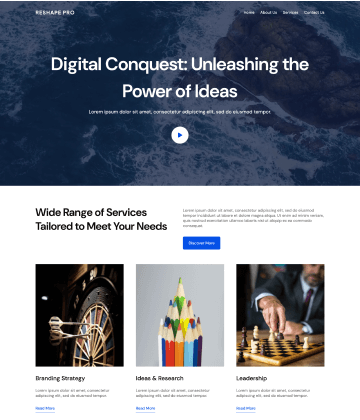 RESHAPE PRO
Home About Us Services Contact Us
Digital Conquest: Unleashing the
Power of Ideas
Lorem ipsum dolor sit amet, consectetur adipiscing elit, sed do eiusmod tempor.
Wide Range of Services
Tailored to Meet Your Needs
Lorem ipsum dolor sit amet, consectetur adipiscing elit, sed do eiusmod
tempor incididunt ut labore et dolore magna aliqua. Ut enim ad minim veniam,
quis nostrud exercitation ullamco laboris nisi ut aliquip ex ea commodo
consequat.
Discover More
Branding Strategy
Lorem ipsum dolor sit amet, consectetur
adipiscing elit, sed do eiusmod tempor.
Read More
Ideas & Research
Lorem ipsum dolor sit amet, consectetur
adipiscing elit, sed do eiusmod tempor.
Read More
Leadership
Lorem ipsum dolor sit amet, consectetur
adipiscing elit, sed do eiusmod tempor.
Read More